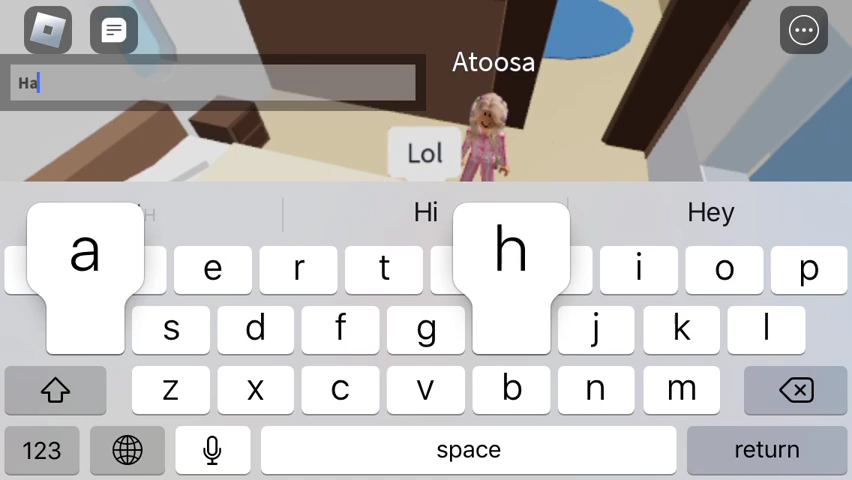 Atoosa
Ha
Lol
H Hi Hey
a h
e r t i o p
s d f g j k l
z x c v b n m
123 space return